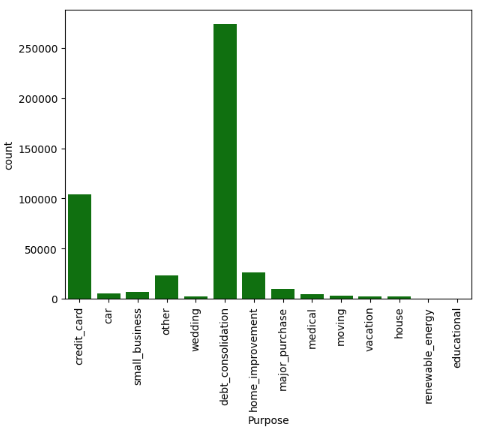 250000
200000
150000
100000
50000
0
count
credit_card
car
small_business
other
wedding
debt_consolidation
home_improvement
major_purchase
medical
moving
vacation
house
renewable_energy
educational
Purpose